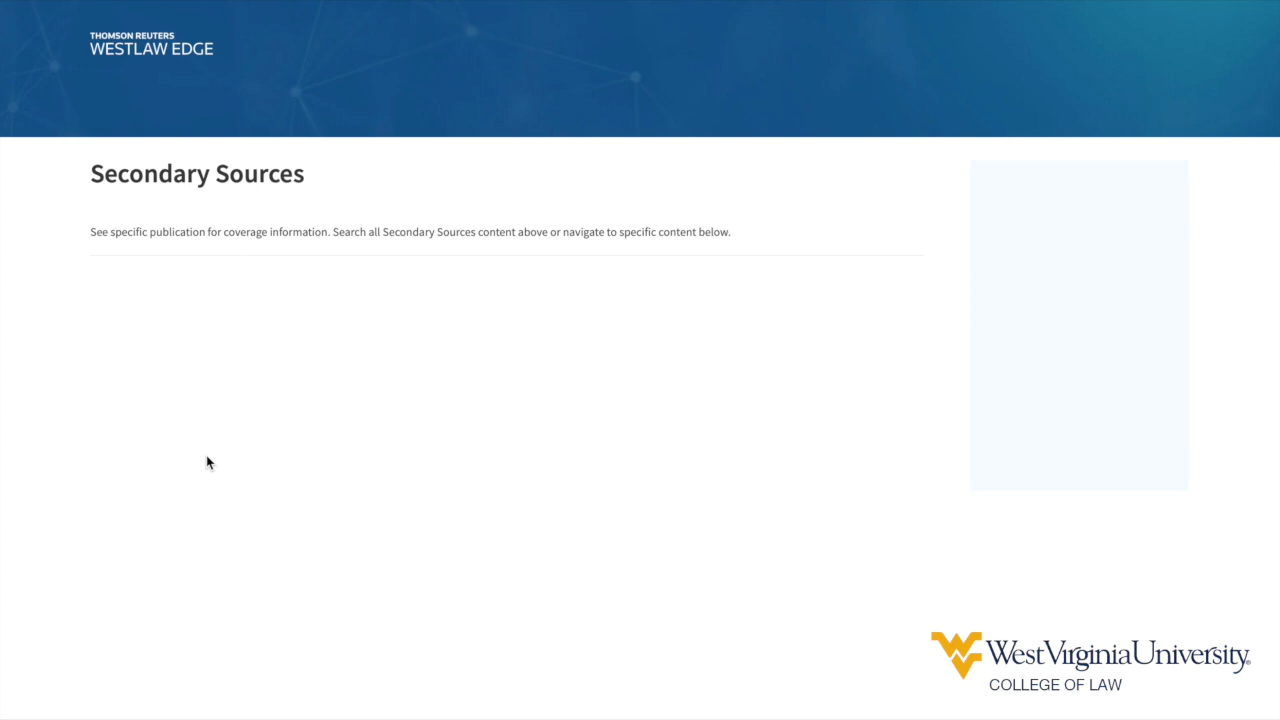 THOMSON REUTERS
WESTLAW EDGE
Secondary Sources
See specific publication for coverage information. Search all Secondary Sources content above or navigate to specific content below.
WestVirginiaUniversity®
COLLEGE OF LAW